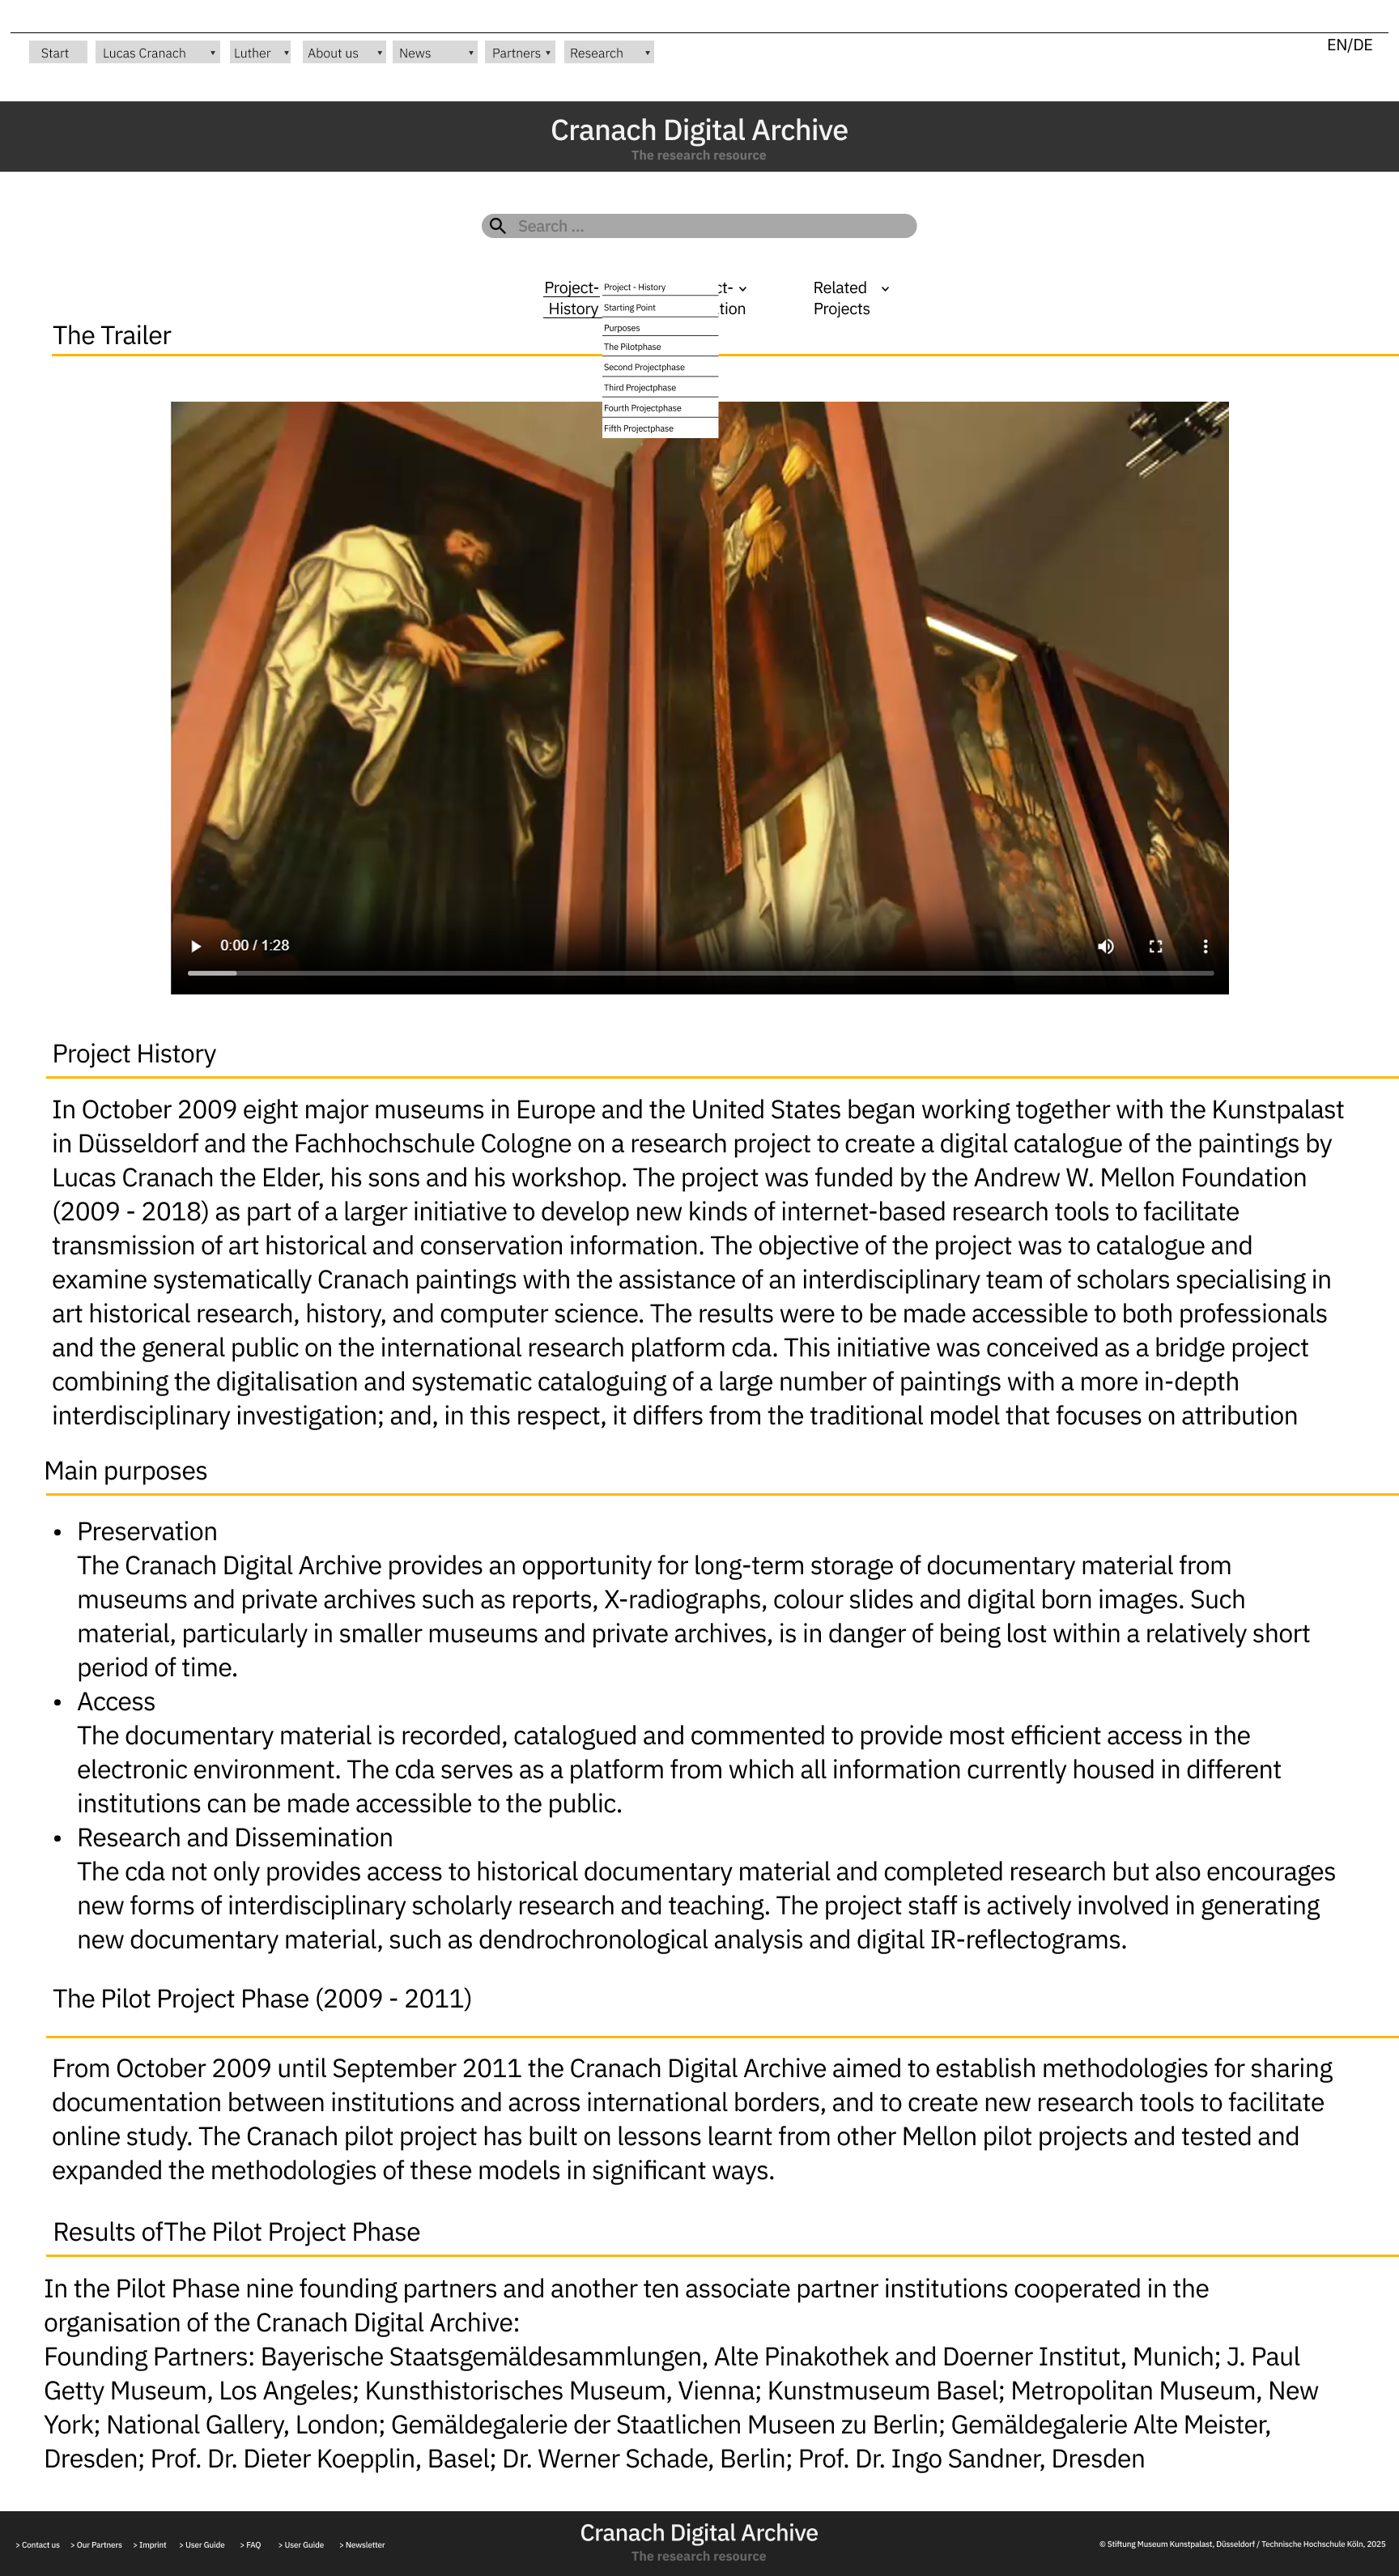 Start Lucas Cranach Luther About us News Partners Research
EN/DE
Cranach Digital Archive
The research resource
Search ...
Project-
History
Project - History
Starting Point
Purposes
The Pilotphase
Second Projectphase
Third Projectphase
Fourth Projectphase
Fifth Projectphase
ct-
tion
Related
Projects
The Trailer
0:00 / 1:28
Project History
In October 2009 eight major museums in Europe and the United States began working together with the Kunstpalast
in Düsseldorf and the Fachhochschule Cologne on a research project to create a digital catalogue of the paintings by
Lucas Cranach the Elder, his sons and his workshop. The project was funded by the Andrew W. Mellon Foundation
(2009 - 2018) as part of a larger initiative to develop new kinds of internet-based research tools to facilitate
transmission of art historical and conservation information. The objective of the project was to catalogue and
examine systematically Cranach paintings with the assistance of an interdisciplinary team of scholars specialising in
art historical research, history, and computer science. The results were to be made accessible to both professionals
and the general public on the international research platform cda. This initiative was conceived as a bridge project
combining the digitalisation and systematic cataloguing of a large number of paintings with a more in-depth
interdisciplinary investigation; and, in this respect, it differs from the traditional model that focuses on attribution
Main purposes
• Preservation
The Cranach Digital Archive provides an opportunity for long-term storage of documentary material from
museums and private archives such as reports, X-radiographs, colour slides and digital born images. Such
material, particularly in smaller museums and private archives, is in danger of being lost within a relatively short
period of time.
• Access
The documentary material is recorded, catalogued and commented to provide most efficient access in the
electronic environment. The cda serves as a platform from which all information currently housed in different
institutions can be made accessible to the public.
• Research and Dissemination
The cda not only provides access to historical documentary material and completed research but also encourages
new forms of interdisciplinary scholarly research and teaching. The project staff is actively involved in generating
new documentary material, such as dendrochronological analysis and digital IR-reflectograms.
The Pilot Project Phase (2009 - 2011)
From October 2009 until September 2011 the Cranach Digital Archive aimed to establish methodologies for sharing
documentation between institutions and across international borders, and to create new research tools to facilitate
online study. The Cranach pilot project has built on lessons learnt from other Mellon pilot projects and tested and
expanded the methodologies of these models in significant ways.
Results ofThe Pilot Project Phase
In the Pilot Phase nine founding partners and another ten associate partner institutions cooperated in the
organisation of the Cranach Digital Archive:
Founding Partners: Bayerische Staatsgemäldesammlungen, Alte Pinakothek and Doerner Institut, Munich; J. Paul
Getty Museum, Los Angeles; Kunsthistorisches Museum, Vienna; Kunstmuseum Basel; Metropolitan Museum, New
York; National Gallery, London; Gemäldegalerie der Staatlichen Museen zu Berlin; Gemäldegalerie Alte Meister,
Dresden; Prof. Dr. Dieter Koepplin, Basel; Dr. Werner Schade, Berlin; Prof. Dr. Ingo Sandner, Dresden
> Contact us > Our Partners > Imprint > User Guide > FAQ > User Guide > Newsletter
Cranach Digital Archive
The research resource
© Stiftung Museum Kunstpalast, Düsseldorf / Technische Hochschule Köln, 2025